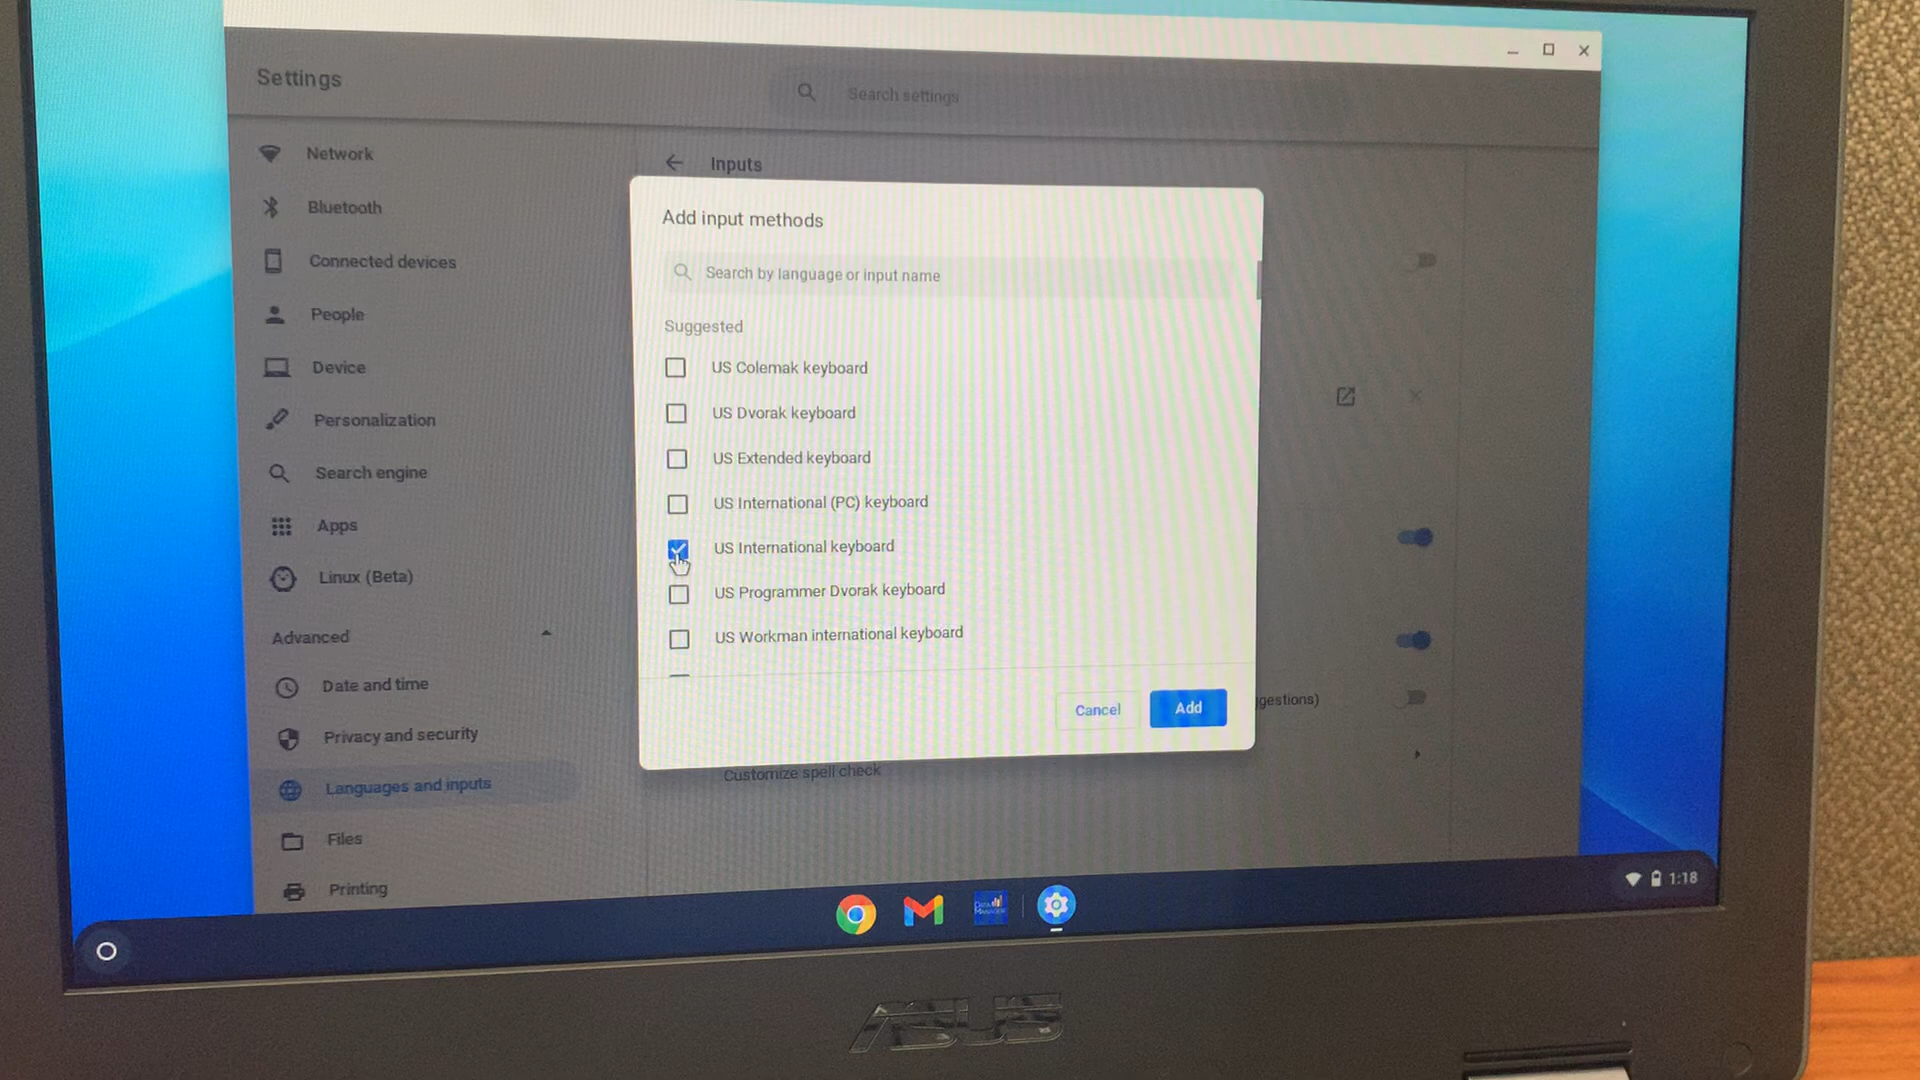 Settings
Search settings
Network
Bluetooth
Connected devices
People
Device
Personalization
Search engine
Apps
Linux (Beta)
Advanced
Date and time
Privacy and security
Languages and inputs
Files
Printing
Inputs
Add input methods
Search by language or input name
Suggested
US Colemak keyboard
US Dvorak keyboard
US Extended keyboard
US International (PC) keyboard
US International keyboard
US Programmer Dvorak keyboard
US Workman international keyboard
Cancel
Add
ggestions)
Customize spell check
1:18
ASUS